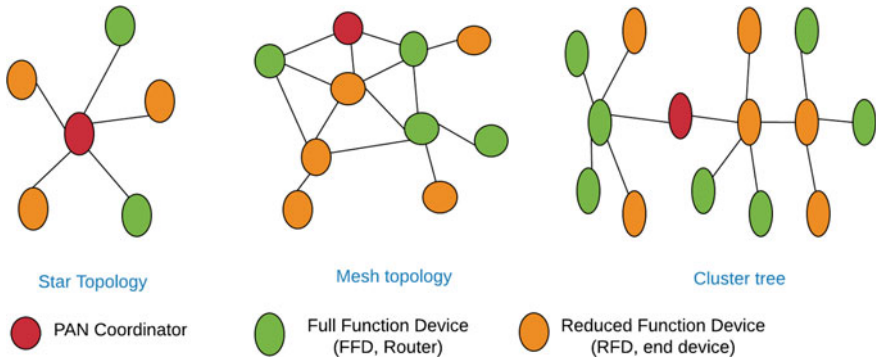 Star Topology
Mesh topology
Cluster tree
PAN Coordinator
Full Function Device
(FFD, Router)
Reduced Function Device
(RFD, end device)